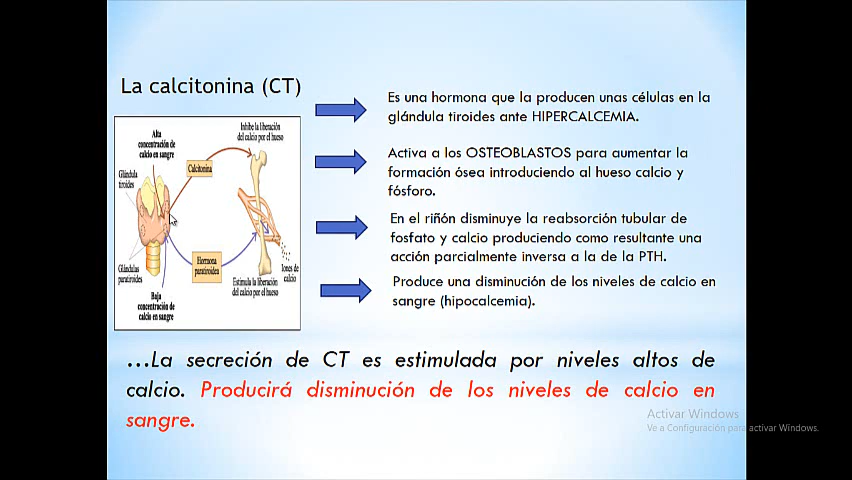 La calcitonina (CT)
Es una hormona que la producen unas células en la
glándula tiroides ante HIPERCALCEMIA.
Activa a los OSTEOBLASTOS para aumentar la
formación ósea introduciendo al hueso calcio y
fósforo.
En el riñón disminuye la reabsorción tubular de
fosfato y calcio produciendo como resultante una
acción parcialmente inversa a la de la PTH.
Produce una disminución de los niveles de calcio en
sangre (hipocalcemia).
Alta
concentración de
calcio en sangre
Inhibe la liberación
del calcio por el hueso
Calcitonina
Glándula
tiroides
Hormona
paratiroidea
Glándulas
paratiroides
Iones de
calcio
Estimula la liberación
del calcio por el hueso
Baja
concentración de
calcio en sangre
...La secreción de CT es estimulada por niveles altos de
calcio. Producirá disminución de los niveles de calcio en
sangre.
Activar Windows
Ve a Configuración para activar Windows.